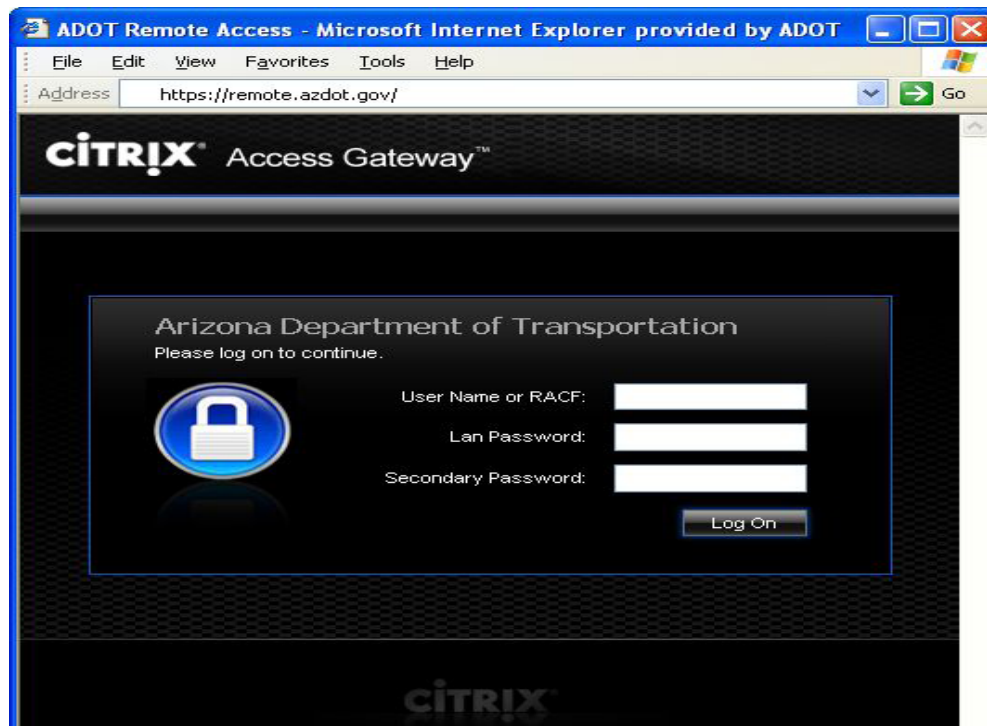 ADOT Remote Access - Microsoft Internet Explorer provided by ADOT
File Edit View Favorites Tools Help
Address https://remote.azdot.gov/ Go
CiTRIX® Access Gateway™
Arizona Department of Transportation
Please log on to continue.
User Name or RACF:
Lan Password:
Secondary Password:
Log On
CiTRIX